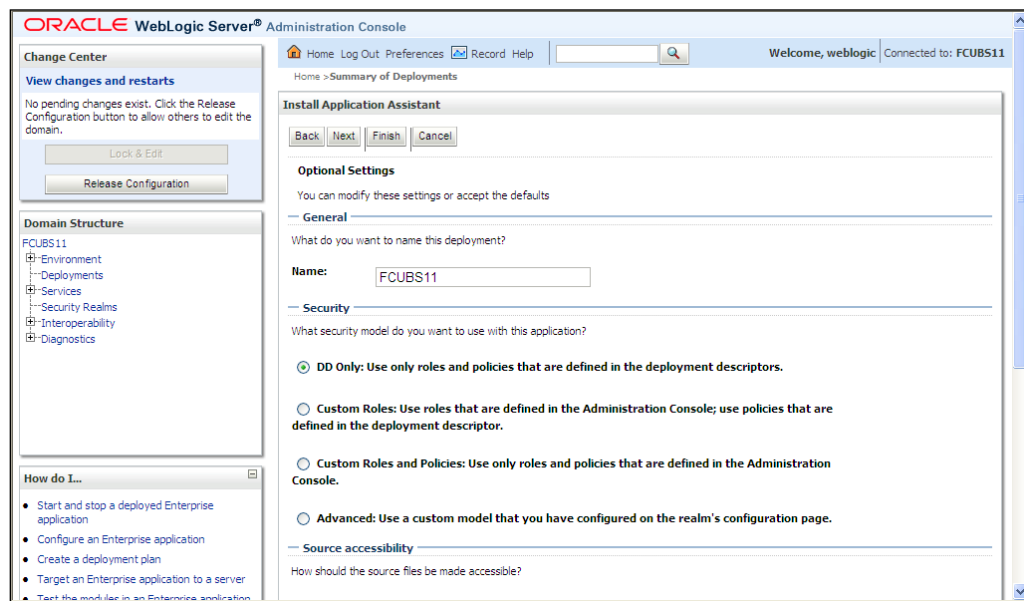 ORACLE WebLogic Server® Administration Console
Change Center
View changes and restarts
No pending changes exist. Click the Release
Configuration button to allow others to edit the
domain.
Lock & Edit
Release Configuration
Domain Structure
FCUBS11
Environment
Deployments
Services
Security Realms
Interoperability
Diagnostics
How do I...
Start and stop a deployed Enterprise
application
Configure an Enterprise application
Create a deployment plan
Target an Enterprise application to a server
Test the modules in an Enterprise application
Home Log Out Preferences Record Help
Welcome, weblogic Connected to: FCUBS11
Home >Summary of Deployments
Install Application Assistant
Back Next Finish Cancel
Optional Settings
You can modify these settings or accept the defaults
General
What do you want to name this deployment?
Name: FCUBS11
Security
What security model do you want to use with this application?
DD Only: Use only roles and policies that are defined in the deployment descriptors.
Custom Roles: Use roles that are defined in the Administration Console; use policies that are
defined in the deployment descriptor.
Custom Roles and Policies: Use only roles and policies that are defined in the Administration
Console.
Advanced: Use a custom model that you have configured on the realm's configuration page.
Source accessibility
How should the source files be made accessible?